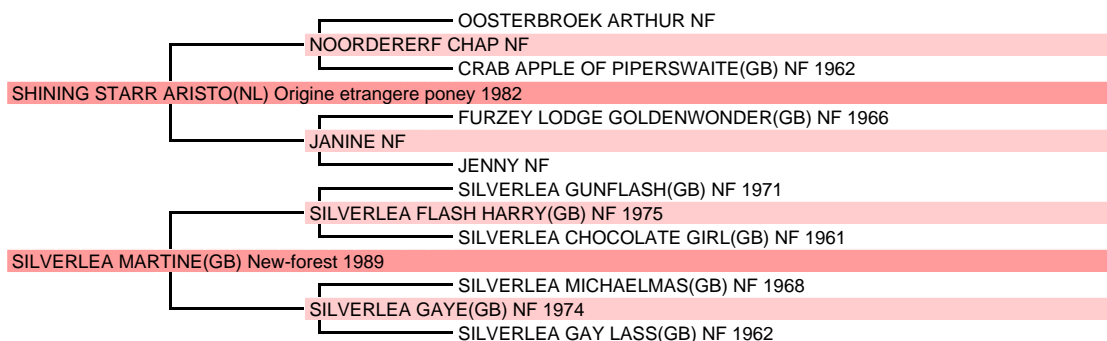 OOSTERBROEK ARTHUR NF
NOORDERERF CHAP NF
CRAB APPLE OF PIPERSWAITE(GB) NF 1962
SHINING STARR ARISTO(NL) Origine etrangere poney 1982
FURZEY LODGE GOLDENWONDER(GB) NF 1966
JANINE NF
JENNY NF
SILVERLEA GUNFLASH(GB) NF 1971
SILVERLEA FLASH HARRY(GB) NF 1975
SILVERLEA CHOCOLATE GIRL(GB) NF 1961
SILVERLEA MARTINE(GB) New-forest 1989
SILVERLEA MICHAELMAS(GB) NF 1968
SILVERLEA GAYE(GB) NF 1974
SILVERLEA GAY LASS(GB) NF 1962